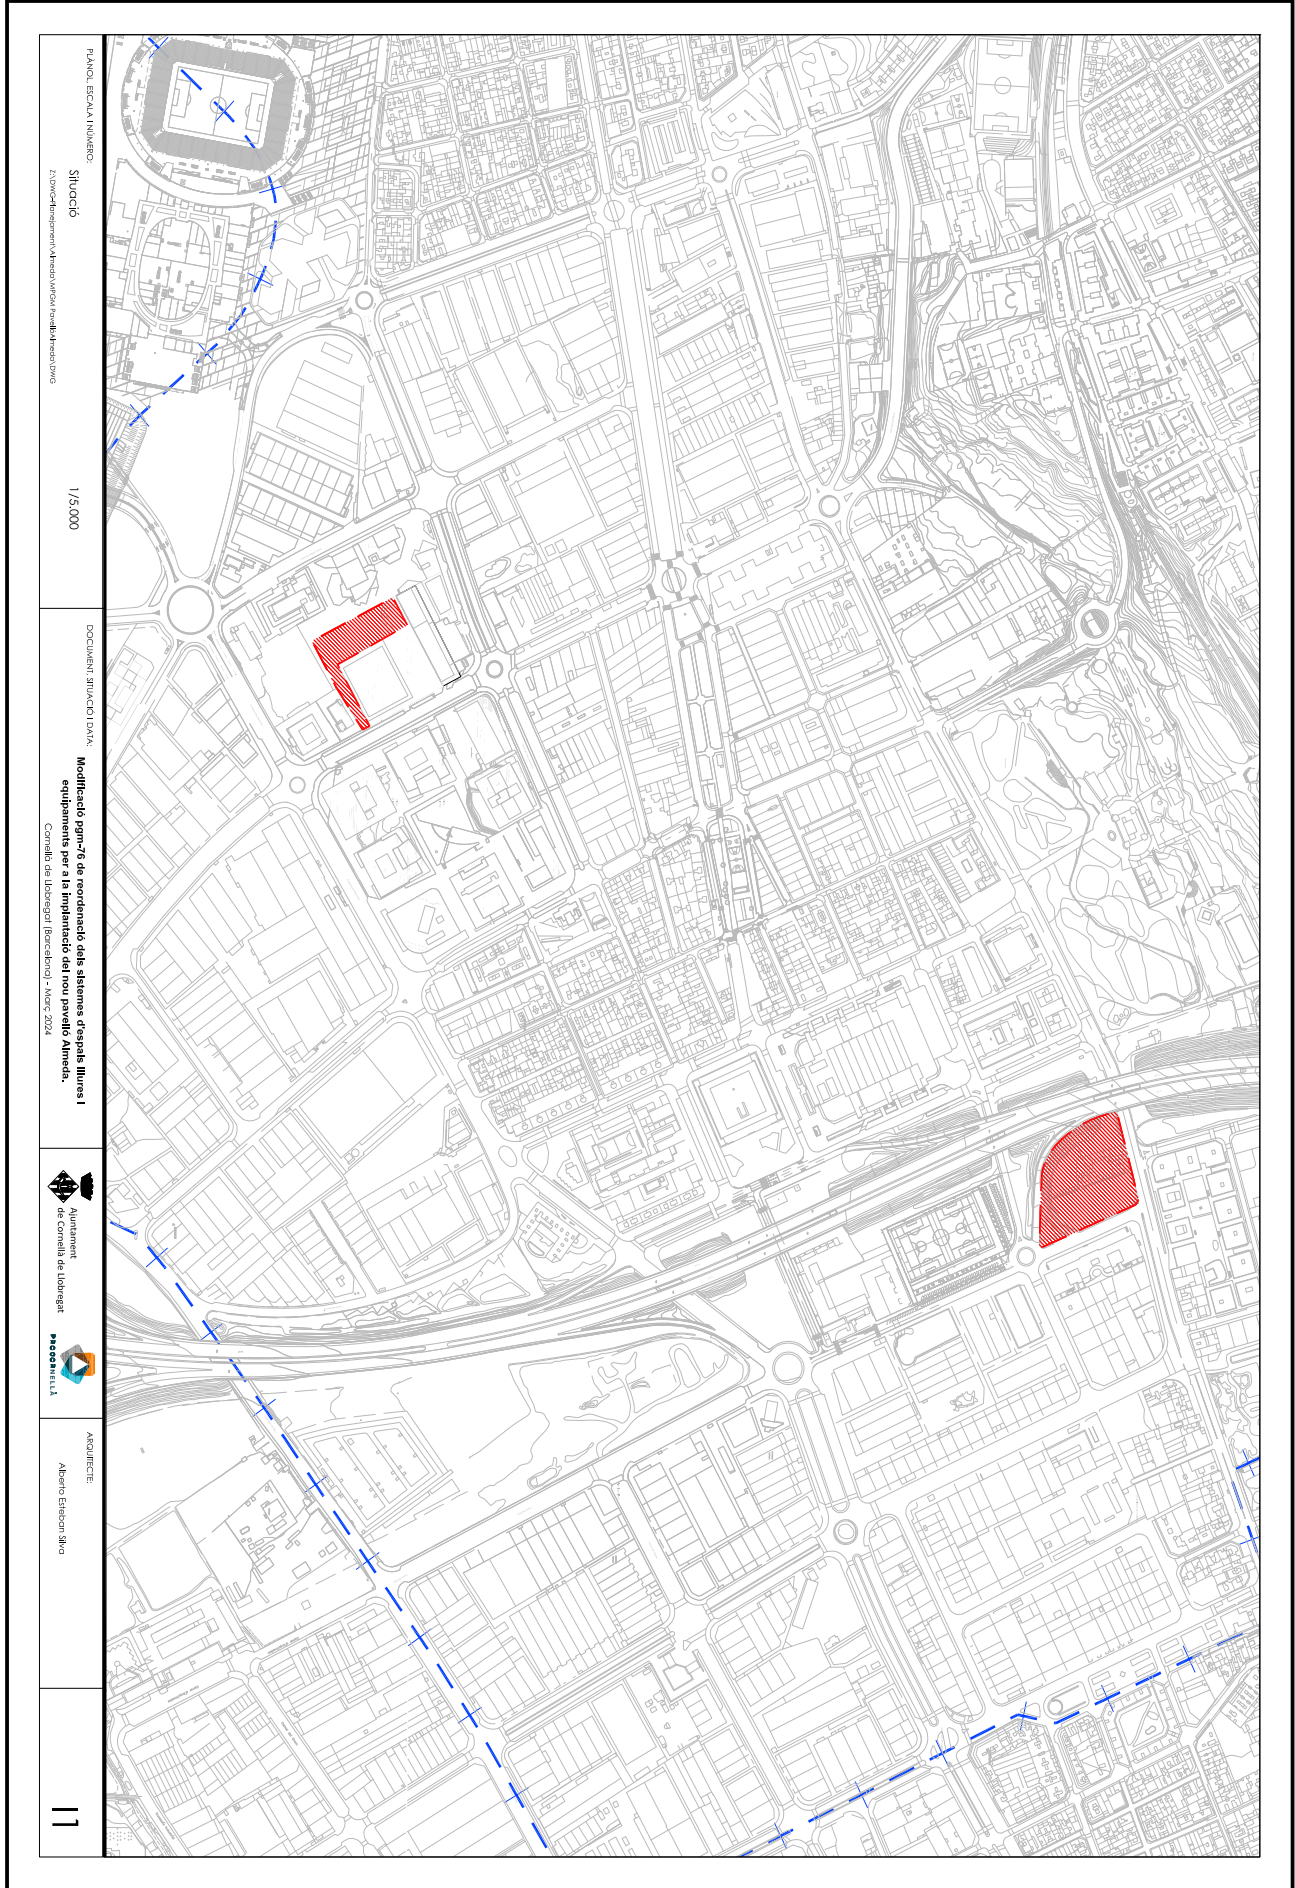 PLÀNOL, ESCALA I NÚMERO:
Situació
1/5.000
DOCUMENT, SITUACIÓ I DATA:
Modificació pgm-76 de reordenació dels sistemes d'espais lliures i
equipaments per a la implantació del nou pavelló Almeda.
Cornellà de Llobregat (Barcelona) - Març 2024
Ajuntament
de Cornellà de Llobregat
PROCORNELLÀ
ARQUITECTE:
Alberto Esteban Silva
I1